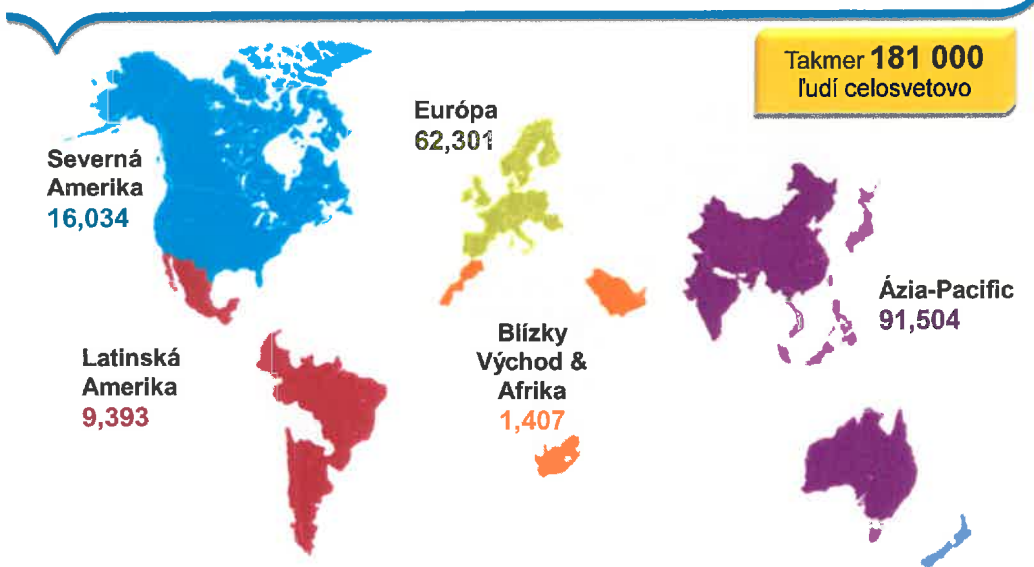 Takmer 181 000
ľudí celosvetovo
Európa
62,301
Severná
Amerika
16,034
Ázia-Pacific
91,504
Blízky
Východ &
Afrika
1,407
Latinská
Amerika
9,393